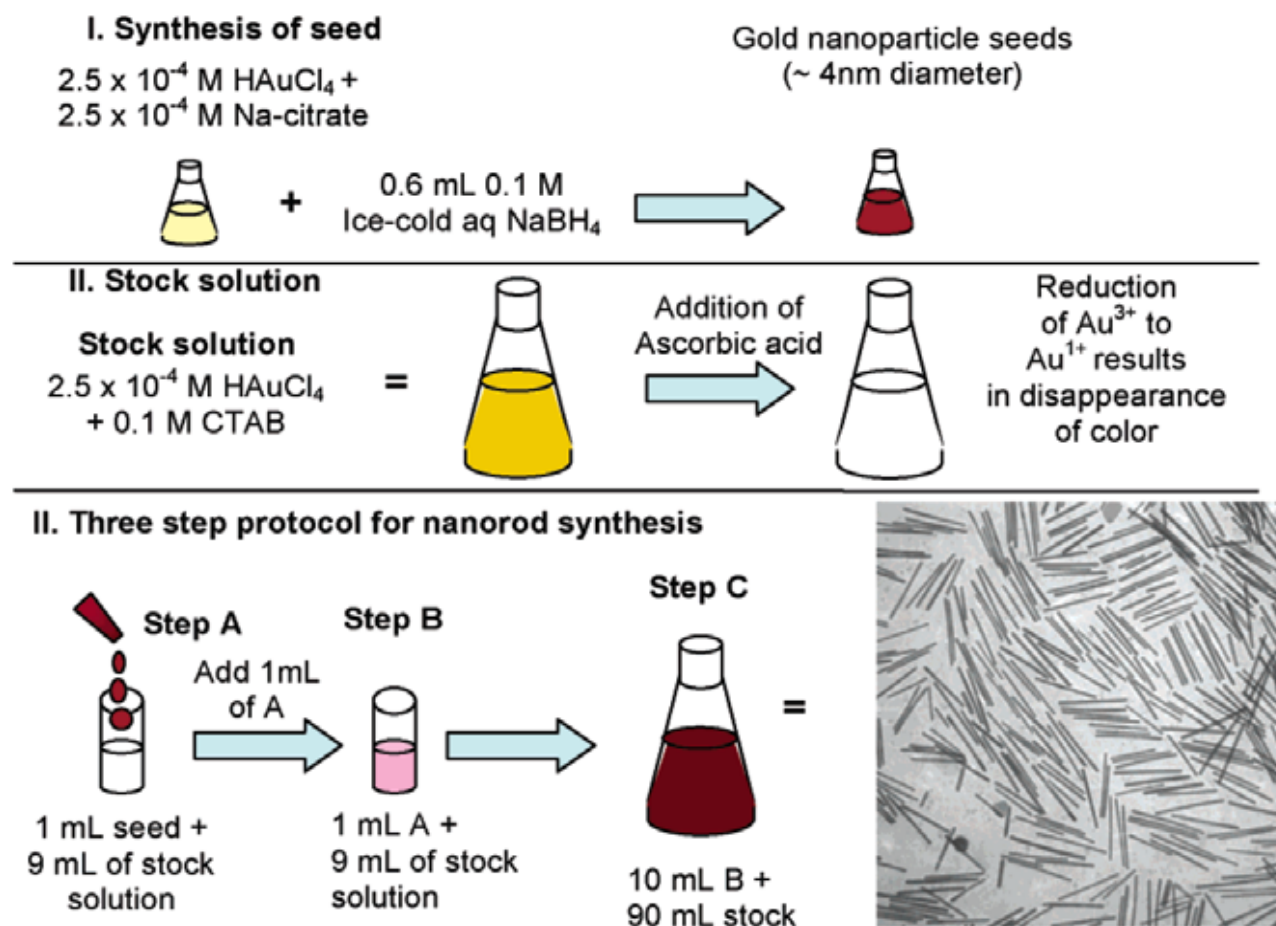 I. Synthesis of seed
2.5 x 10⁻⁴ M HAuCl₄ +
2.5 x 10⁻⁴ M Na-citrate
+
0.6 mL 0.1 M
Ice-cold aq NaBH₄
Gold nanoparticle seeds
(~ 4nm diameter)
II. Stock solution
Stock solution
2.5 x 10⁻⁴ M HAuCl₄
+ 0.1 M CTAB
=
Addition of
Ascorbic acid
Reduction
of Au³⁺ to
Au¹⁺ results
in disappearance
of color
II. Three step protocol for nanorod synthesis
Step A
Add 1mL
of A
1 mL seed +
9 mL of stock
solution
Step B
1 mL A +
9 mL of stock
solution
Step C
10 mL B +
90 mL stock
=